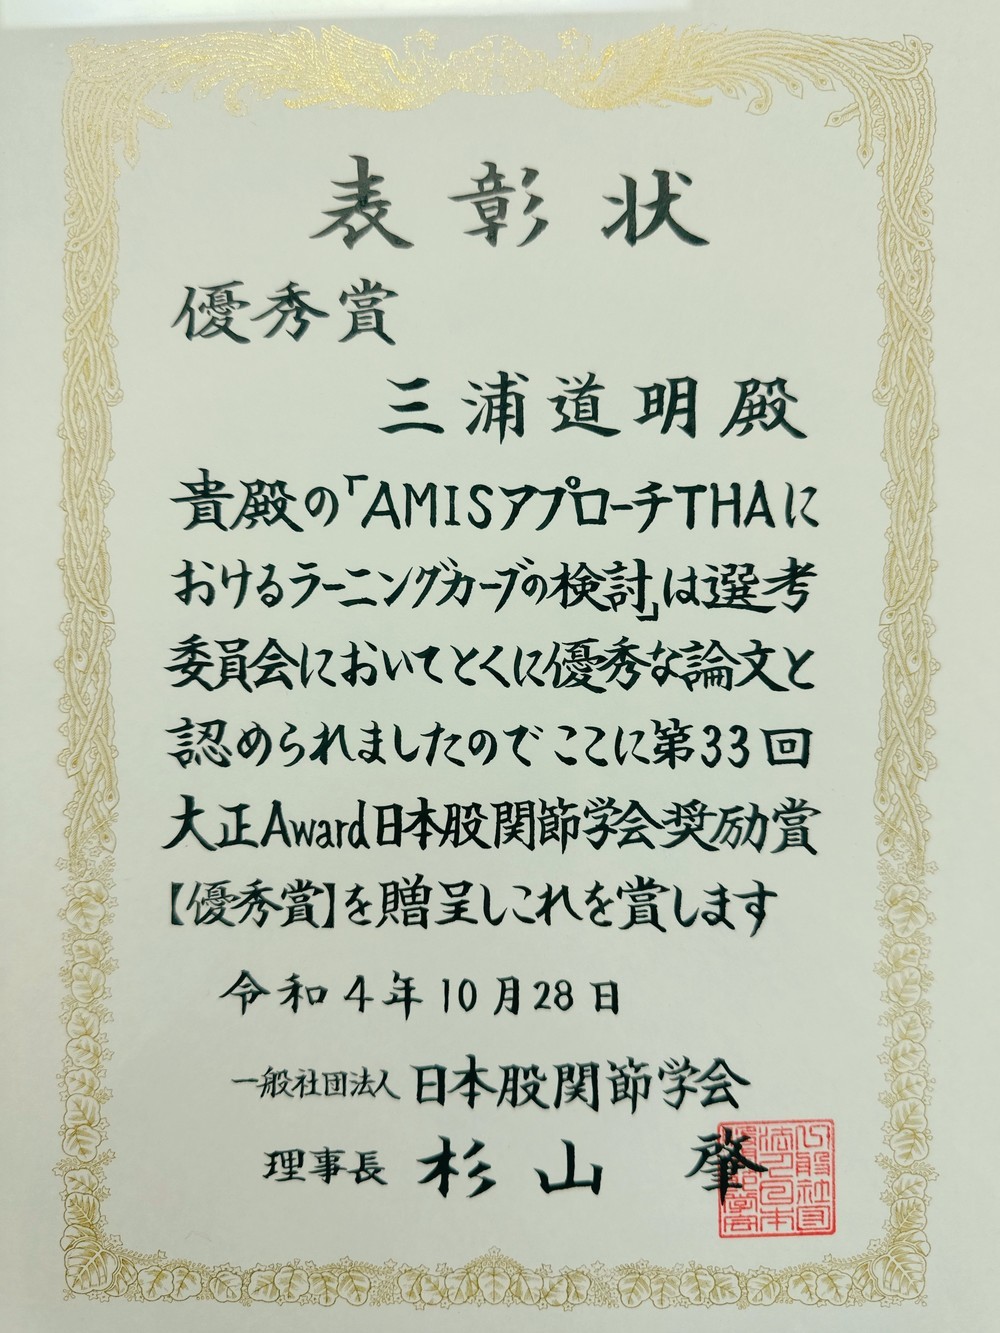 表彰状
優秀賞
三浦道明殿
貴殿の「AMISアプローチTHAに
おけるラーニングカーブの検討」は選考
委員会においてとくに優秀な論文と
認められましたのでここに第33回
大正Award日本股関節学会奨励賞
【優秀賞】を贈呈しこれを賞します
令和4年10月28日
一般社団法人 日本股関節学会
理事長 杉山 肇